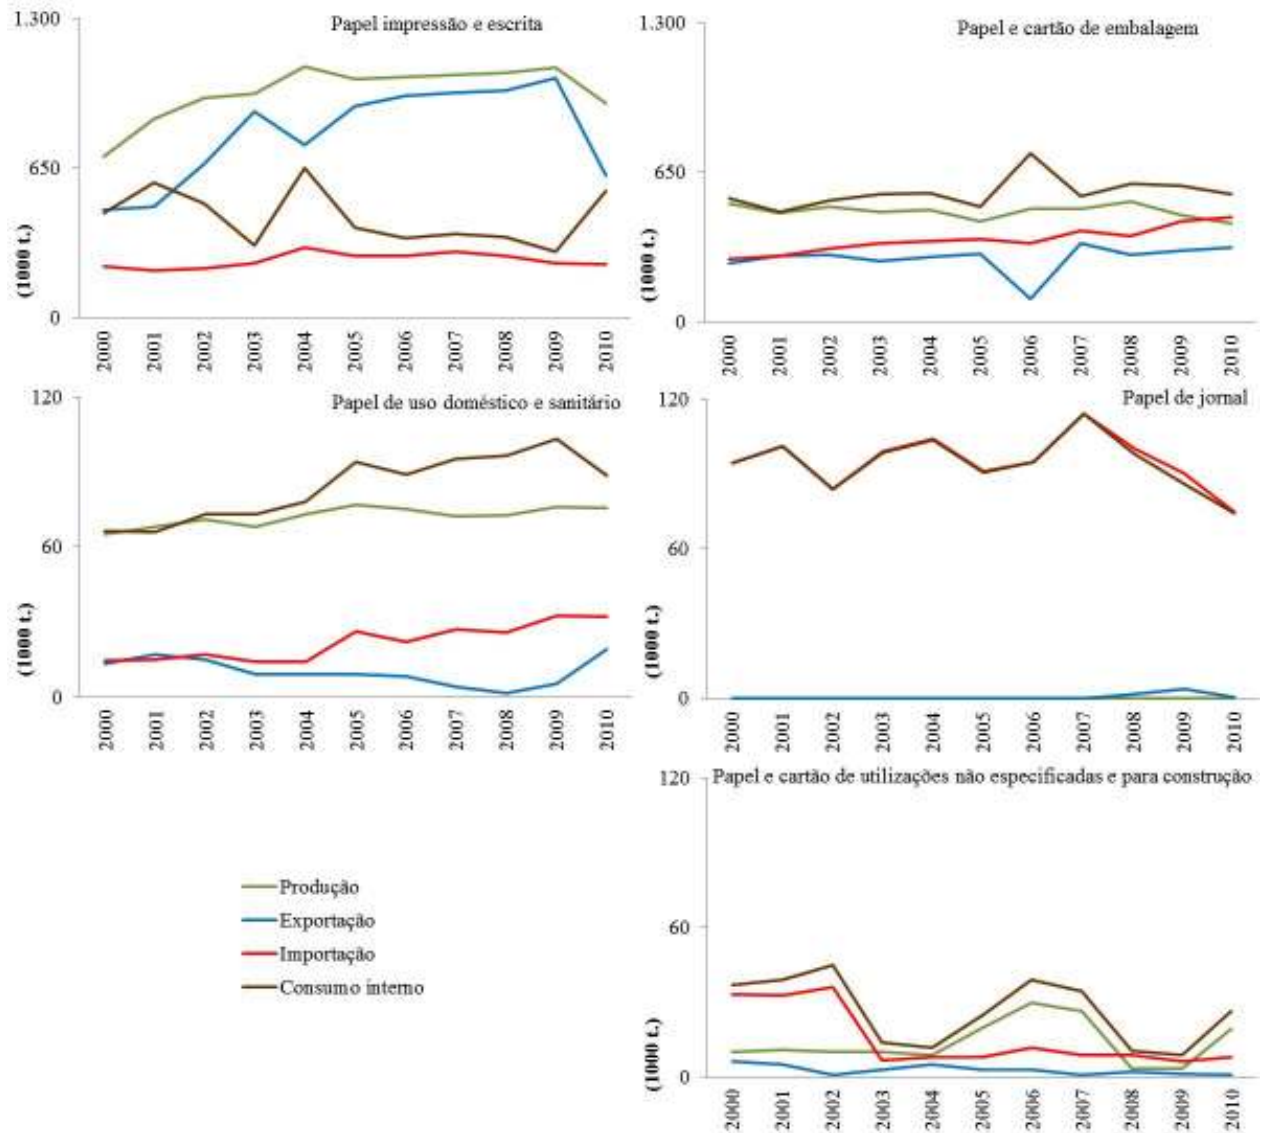 Papel impressão e escrita
1.300
650
0
(1000 t.)
2000 2001 2002 2003 2004 2005 2006 2007 2008 2009 2010
Papel e cartão de embalagem
1.300
650
0
(1000 t.)
2000 2001 2002 2003 2004 2005 2006 2007 2008 2009 2010
Papel de uso doméstico e sanitário
120
60
0
(1000 t.)
2000 2001 2002 2003 2004 2005 2006 2007 2008 2009 2010
Papel de jornal
120
60
0
(1000 t.)
2000 2001 2002 2003 2004 2005 2006 2007 2008 2009 2010
Produção
Exportação
Importação
Consumo interno
Papel e cartão de utilizações não especificadas e para construção
120
60
0
(1000 t.)
2000 2001 2002 2003 2004 2005 2006 2007 2008 2009 2010